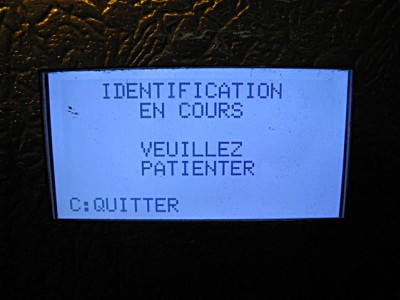 IDENTIFICATION
EN COURS
VEUILLEZ
PATIENTER
C:QUITTER